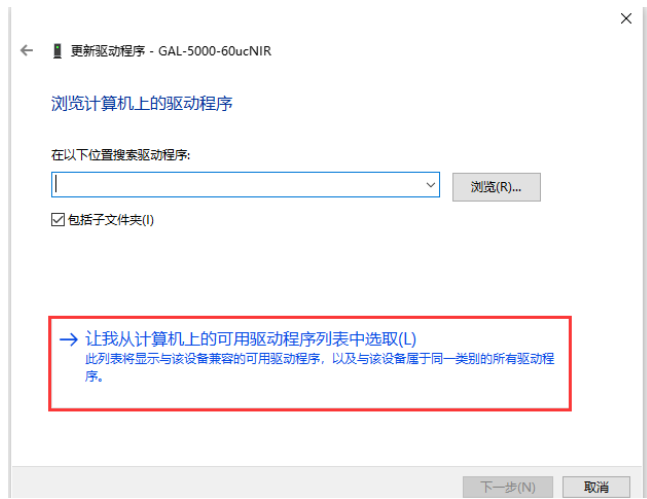 更新驱动程序 - GAL-5000-60ucNIR
浏览计算机上的驱动程序
在以下位置搜索驱动程序:
浏览(R)...
包括子文件夹(I)
让我从计算机上的可用驱动程序列表中选取(L)
此列表将显示与该设备兼容的可用驱动程序，以及与该设备属于同一类别的所有驱动程
序。
下一步(N) 取消